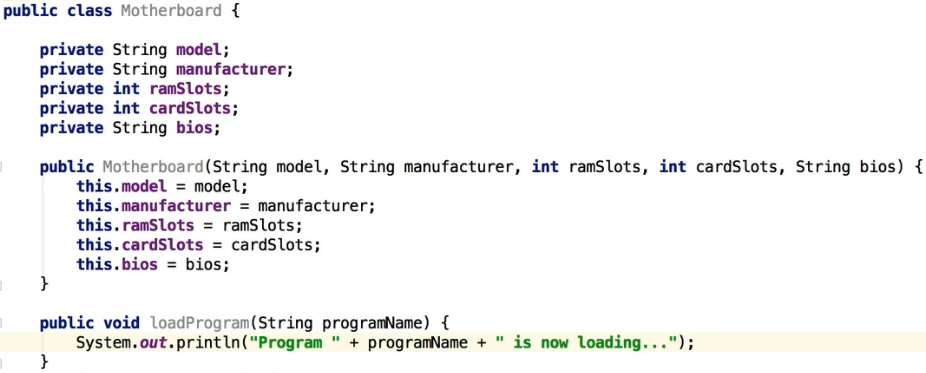 public class Motherboard {
private String model;
private String manufacturer;
private int ramSlots;
private int cardSlots;
private String bios;
public Motherboard(String model, String manufacturer, int ramSlots, int cardSlots, String bios) {
this.model = model;
this.manufacturer = manufacturer;
this.ramSlots = ramSlots;
this.cardSlots = cardSlots;
this.bios = bios;
}
public void loadProgram(String programName) {
System.out.println("Program " + programName + " is now loading...");
}